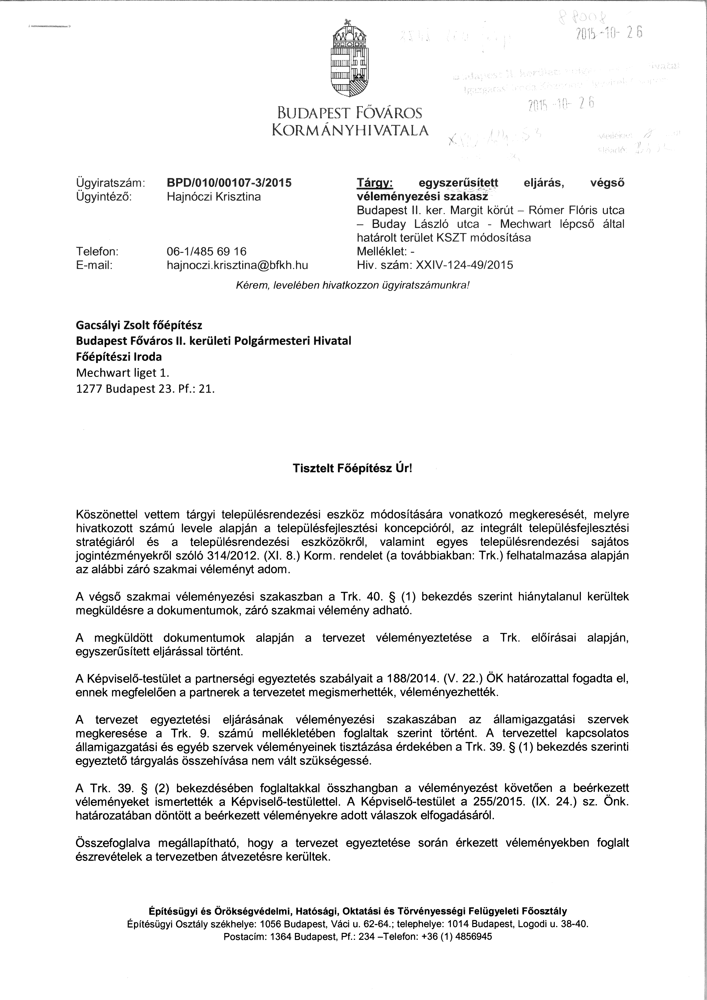 2015 -10- 26
2015 -10- 26
BUDAPEST FŐVÁROS
KORMÁNYHIVATALA
Ügyiratszám: BPD/010/00107-3/2015
Ügyintéző: Hajnóczi Krisztina
Telefon: 06-1/485 69 16
E-mail: hajnoczi.krisztina@bfkh.hu
Tárgy: egyszerűsített eljárás, végső
véleményezési szakasz
Budapest II. ker. Margit körút – Rómer Flóris utca
– Buday László utca - Mechwart lépcső által
határolt terület KSZT módosítása
Melléklet: -
Hiv. szám: XXIV-124-49/2015
Kérem, levelében hivatkozzon ügyiratszámunkra!
Gacsályi Zsolt főépítész
Budapest Főváros II. kerületi Polgármesteri Hivatal
Főépítészi Iroda
Mechwart liget 1.
1277 Budapest 23. Pf.: 21.
Tisztelt Főépítész Úr!
Köszönettel vettem tárgyi településrendezési eszköz módosítására vonatkozó megkeresését, melyre
hivatkozott számú levele alapján a településfejlesztési koncepcióról, az integrált településfejlesztési
stratégiáról és a településrendezési eszközökről, valamint egyes településrendezési sajátos
jogintézményekről szóló 314/2012. (XI. 8.) Korm. rendelet (a továbbiakban: Trk.) felhatalmazása alapján
az alábbi záró szakmai véleményt adom.
A végső szakmai véleményezési szakaszban a Trk. 40. § (1) bekezdés szerint hiánytalanul kerültek
megküldésre a dokumentumok, záró szakmai vélemény adható.
A megküldött dokumentumok alapján a tervezet véleményeztetése a Trk. előírásai alapján,
egyszerűsített eljárással történt.
A Képviselő-testület a partnerségi egyeztetés szabályait a 188/2014. (V. 22.) ÖK határozattal fogadta el,
ennek megfelelően a partnerek a tervezetet megismerhették, véleményezhették.
A tervezet egyeztetési eljárásának véleményezési szakaszában az államigazgatási szervek
megkeresése a Trk. 9. számú mellékletében foglaltak szerint történt. A tervezettel kapcsolatos
államigazgatási és egyéb szervek véleményeinek tisztázása érdekében a Trk. 39. § (1) bekezdés szerinti
egyeztető tárgyalás összehívása nem vált szükségessé.
A Trk. 39. § (2) bekezdésében foglaltakkal összhangban a véleményezést követően a beérkezett
véleményeket ismertették a Képviselő-testülettel. A Képviselő-testület a 255/2015. (IX. 24.) sz. Önk.
határozatában döntött a beérkezett véleményekre adott válaszok elfogadásáról.
Összefoglalva megállapítható, hogy a tervezet egyeztetése során érkezett véleményekben foglalt
észrevételek a tervezetben átvezetésre kerültek.
Építésügyi és Örökségvédelmi, Hatósági, Oktatási és Törvényességi Felügyeleti Főosztály
Építésügyi Osztály székhelye: 1056 Budapest, Váci u. 62-64.; telephelye: 1014 Budapest, Logodi u. 38-40.
Postacím: 1364 Budapest, Pf.: 234 –Telefon: +36 (1) 4856945